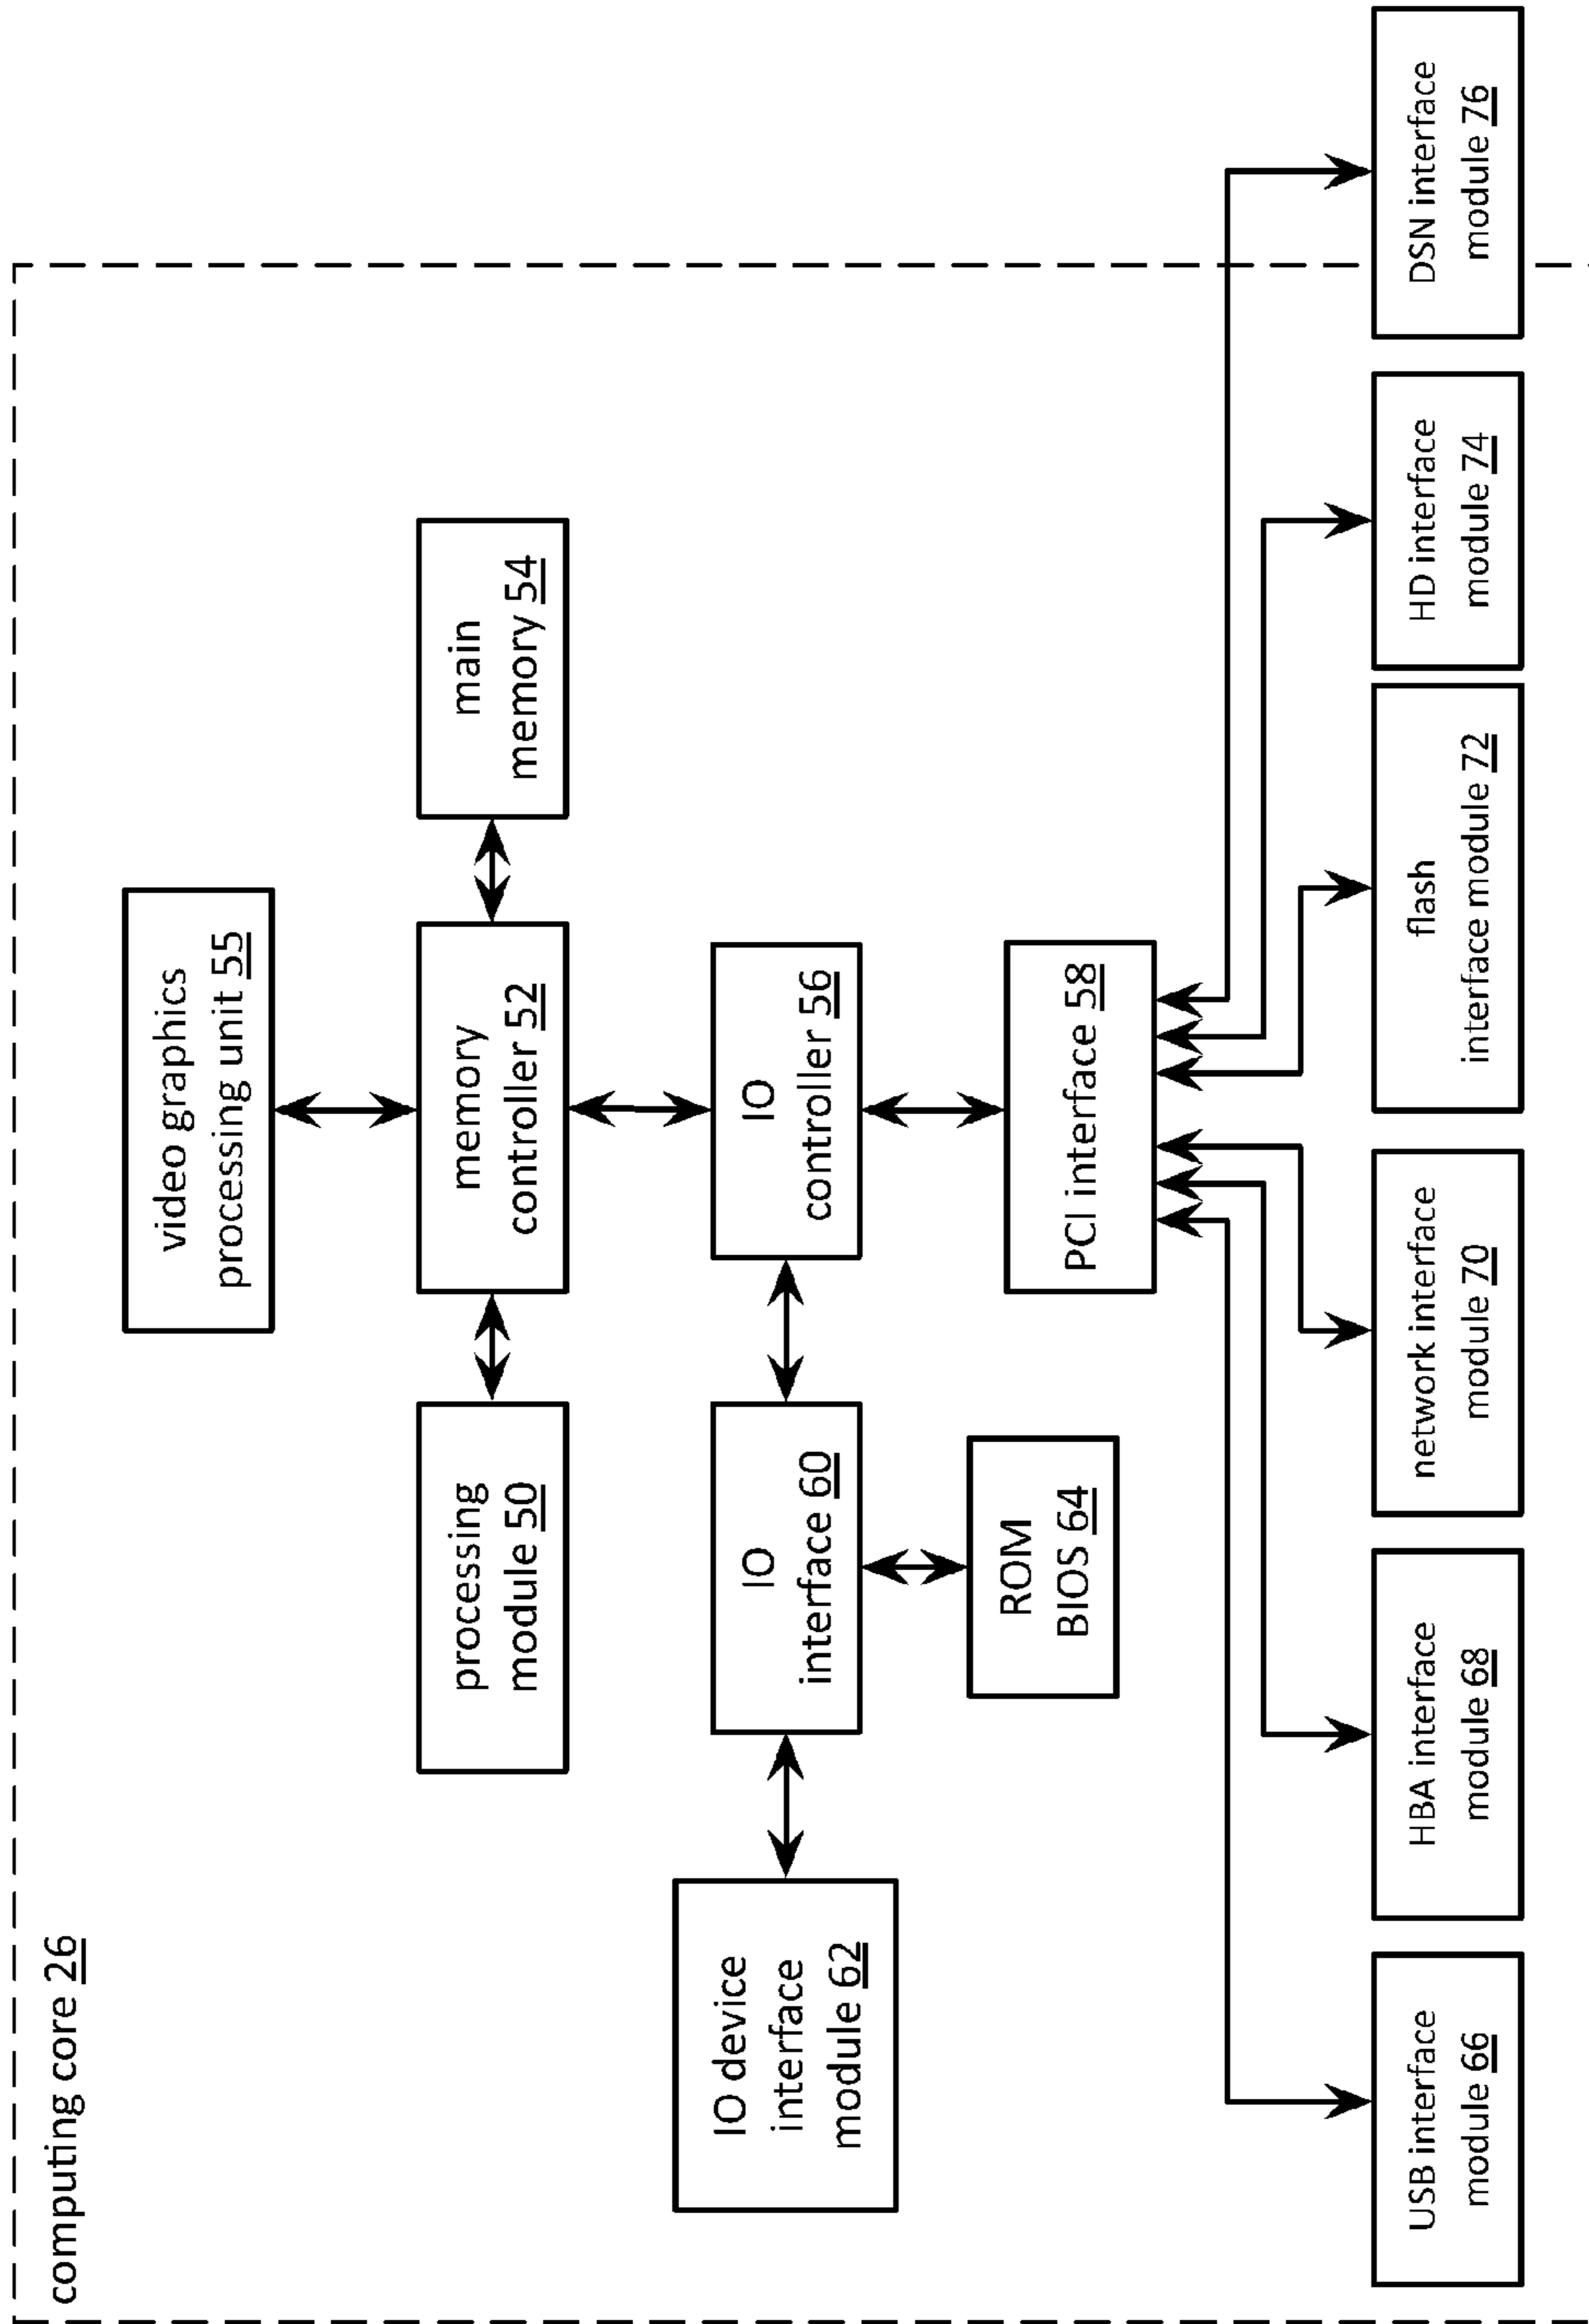 computing core 26
video graphics
processing unit 55
processing
module 50
memory
controller 52
main
memory 54
IO device
interface
module 62
IO
interface 60
IO
controller 56
ROM
BIOS 64
PCI interface 58
USB interface
module 66
HBA interface
module 68
network interface
module 70
flash
interface module 72
HD interface
module 74
DSN interface
module 76